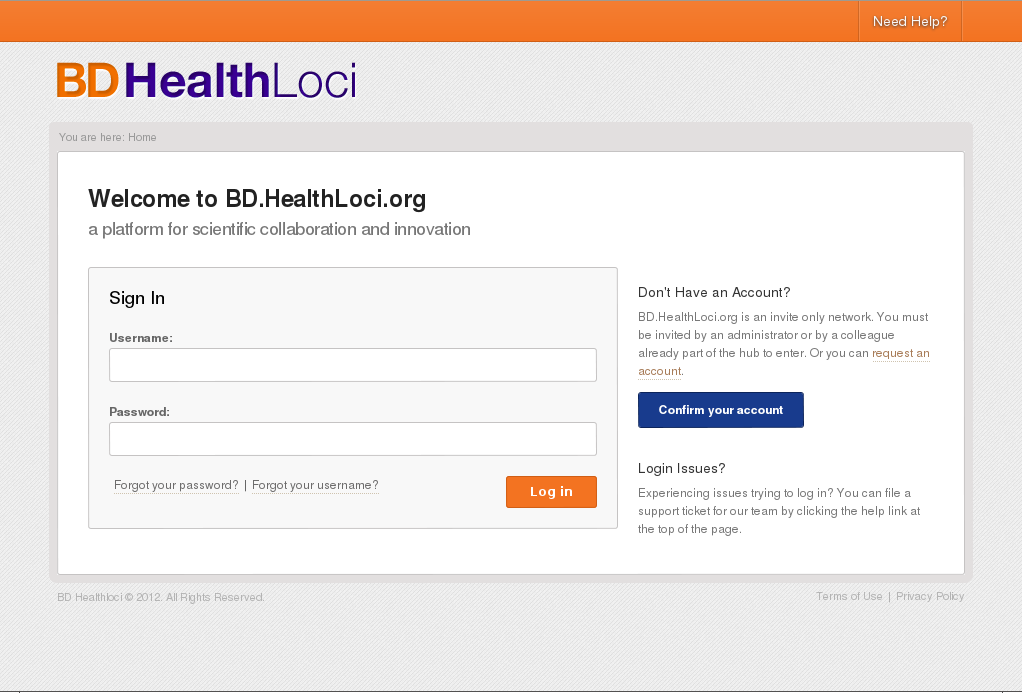 Need Help?
BDHealthLoci
You are here: Home
Welcome to BD.HealthLoci.org
a platform for scientific collaboration and innovation
Sign In
Username:
Password:
Forgot your password? | Forgot your username?
Log in
Don't Have an Account?
BD.HealthLoci.org is an invite only network. You must
be invited by an administrator or by a colleague
already part of the hub to enter. Or you can request an
account.
Confirm your account
Login Issues?
Experiencing issues trying to log in? You can file a
support ticket for our team by clicking the help link at
the top of the page.
BD Healthloci © 2012. All Rights Reserved.
Terms of Use | Privacy Policy